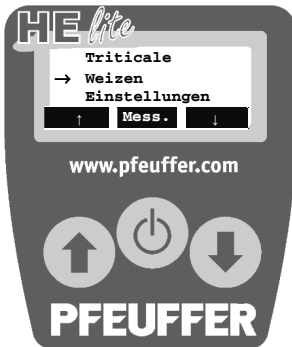 HE lite
Triticale
→ Weizen
Einstellungen
↑ Mess. ↓
www.pfeuffer.com
PFEUFFER